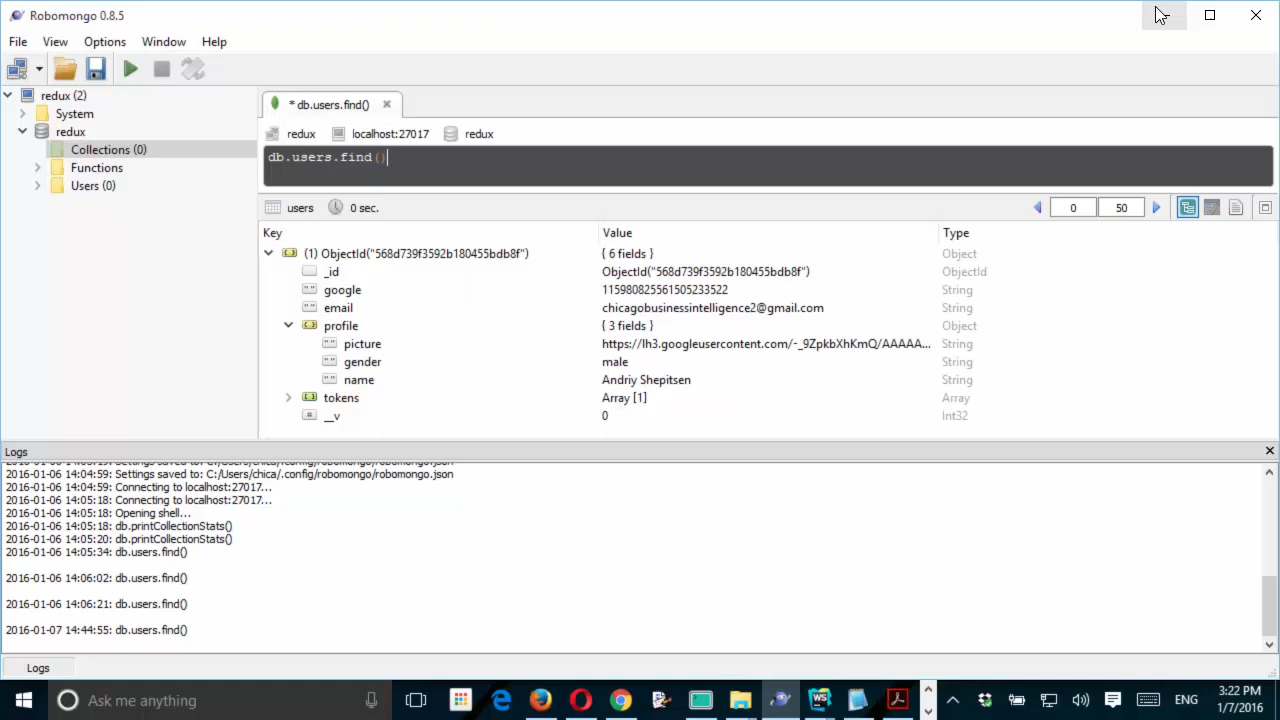 Robomongo 0.8.5
File View Options Window Help
redux (2)
System
redux
Collections (0)
Functions
Users (0)
* db.users.find()
redux localhost:27017 redux
db.users.find()
users 0 sec. 0 50
Key Value Type
(1) ObjectId("568d739f3592b180455bdb8f") { 6 fields } Object
_id ObjectId("568d739f3592b180455bdb8f") ObjectId
google 115980825561505233522 String
email chicagobusinessintelligence2@gmail.com String
profile { 3 fields } Object
picture https://lh3.googleusercontent.com/-_9ZpkbXhKmQ/AAAAA... String
gender male String
name Andriy Shepitsen String
tokens Array [1] Array
__v 0 Int32
Logs
2016-01-06 14:04:59: Settings saved to: C:/Users/chica/.config/robomongo/robomongo.json
2016-01-06 14:04:59: Connecting to localhost:27017...
2016-01-06 14:05:18: Connecting to localhost:27017...
2016-01-06 14:05:18: Opening shell...
2016-01-06 14:05:18: db.printCollectionStats()
2016-01-06 14:05:20: db.printCollectionStats()
2016-01-06 14:05:34: db.users.find()
2016-01-06 14:06:02: db.users.find()
2016-01-06 14:06:21: db.users.find()
2016-01-07 14:44:55: db.users.find()
Logs
Ask me anything
WS
ENG
3:22 PM
1/7/2016